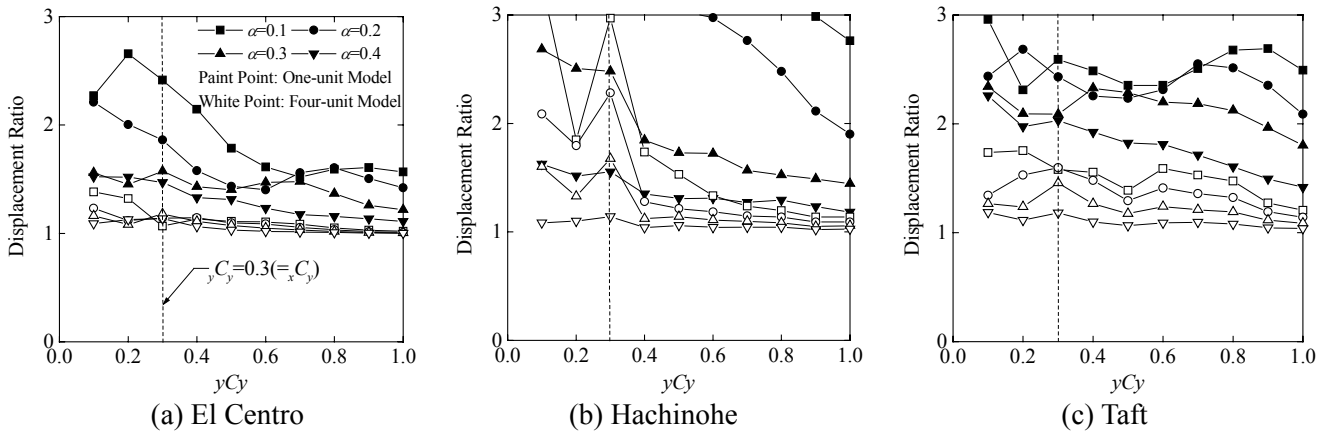 Displacement Ratio
3
2
1
2
0.0 0.2 0.4 0.6 0.8 1.0
yCy
α=0.1 α=0.2
α=0.3 α=0.4
Paint Point: One-unit Model
White Point: Four-unit Model
yCy=0.3(=xCy)
(a) El Centro
Displacement Ratio
3
2
1
0
0.0 0.2 0.4 0.6 0.8 1.0
yCy
(b) Hachinohe
Displacement Ratio
3
2
1
0
0.0 0.2 0.4 0.6 0.8 1.0
yCy
(c) Taft